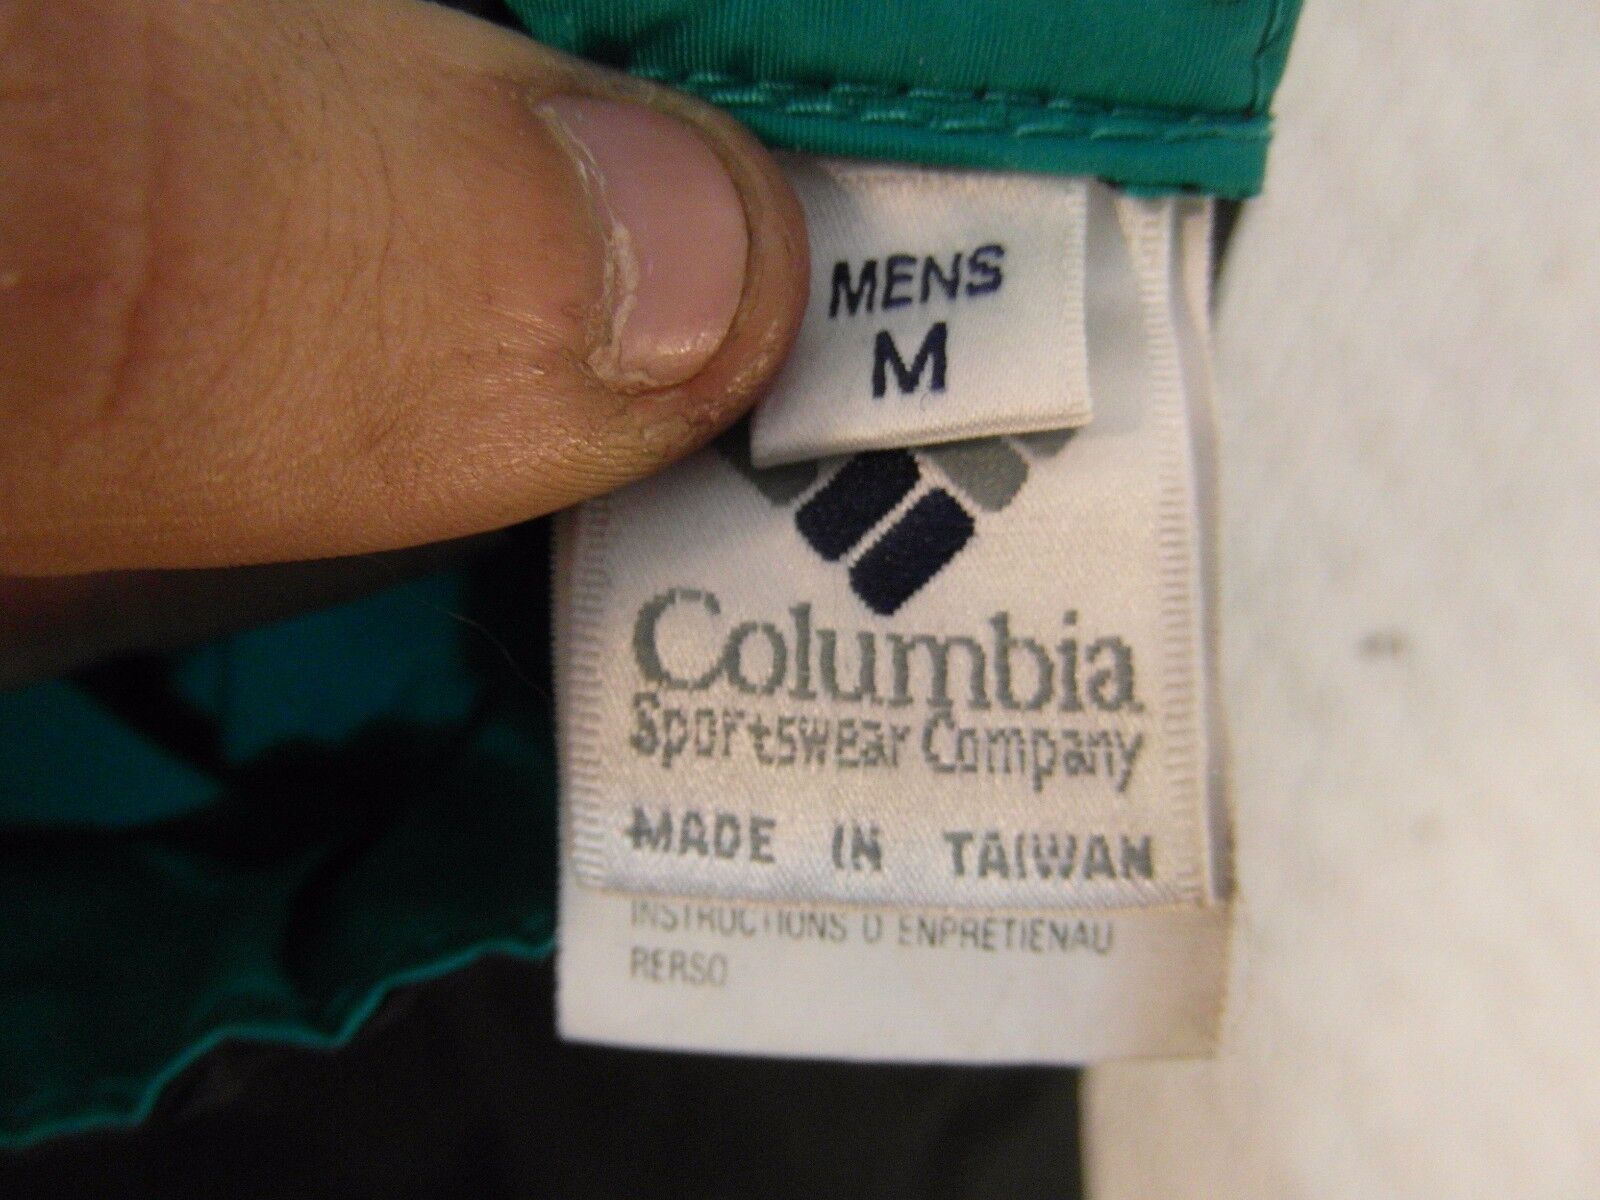 MENS
M
Columbia
Sportswear Company
MADE IN TAIWAN
INSTRUCTIONS D ENPRETIENAU
RERSO